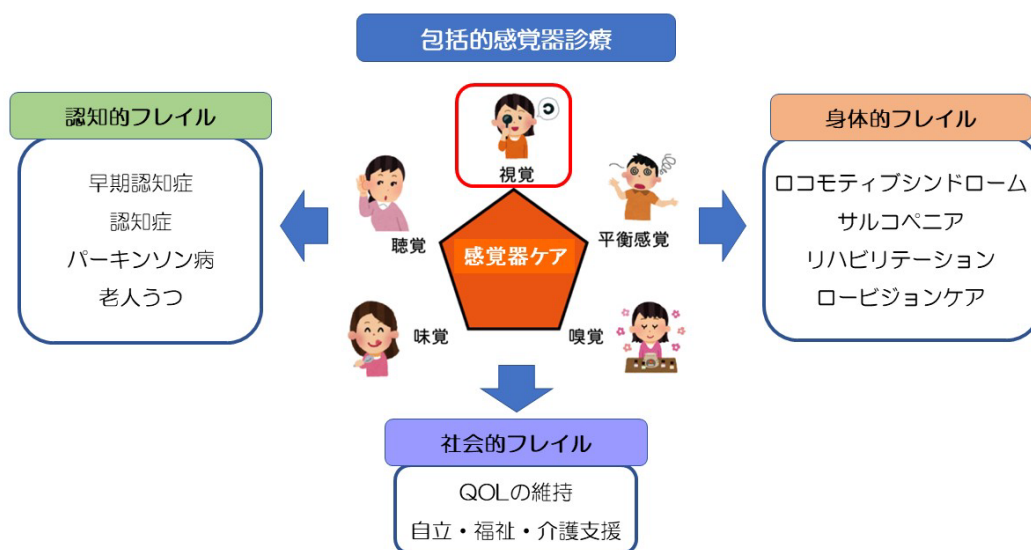 包括的感覚器診療
認知的フレイル
早期認知症
認知症
パーキンソン病
老人うつ
C
視覚
聴覚
平衡感覚
感覚器ケア
味覚
嗅覚
身体的フレイル
ロコモティブシンドローム
サルコペニア
リハビリテーション
ロービジョンケア
社会的フレイル
QOLの維持
自立・福祉・介護支援